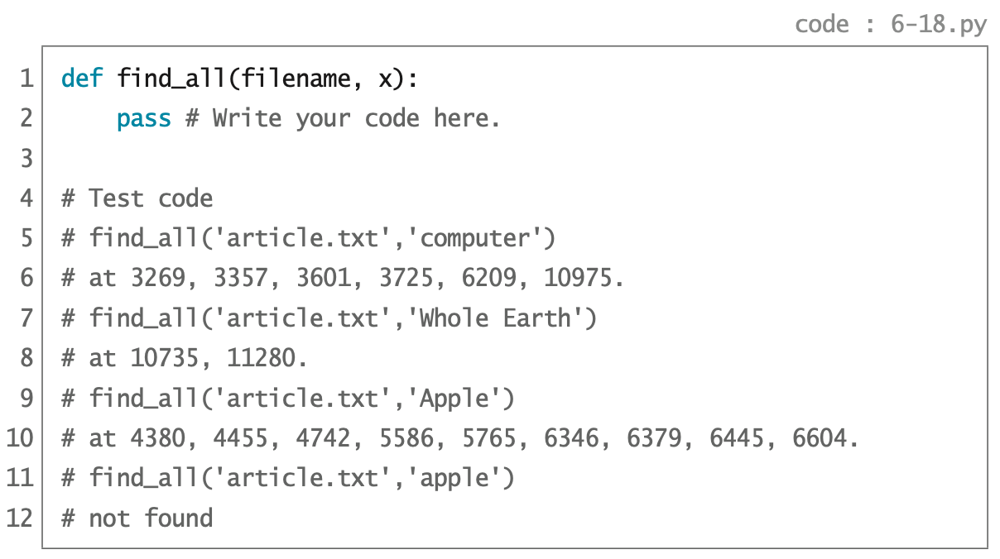 code : 6-18.py
1 def find_all(filename, x):
2     pass # Write your code here.
3
4 # Test code
5 # find_all('article.txt','computer')
6 # at 3269, 3357, 3601, 3725, 6209, 10975.
7 # find_all('article.txt','Whole Earth')
8 # at 10735, 11280.
9 # find_all('article.txt','Apple')
10 # at 4380, 4455, 4742, 5586, 5765, 6346, 6379, 6445, 6604.
11 # find_all('article.txt','apple')
12 # not found